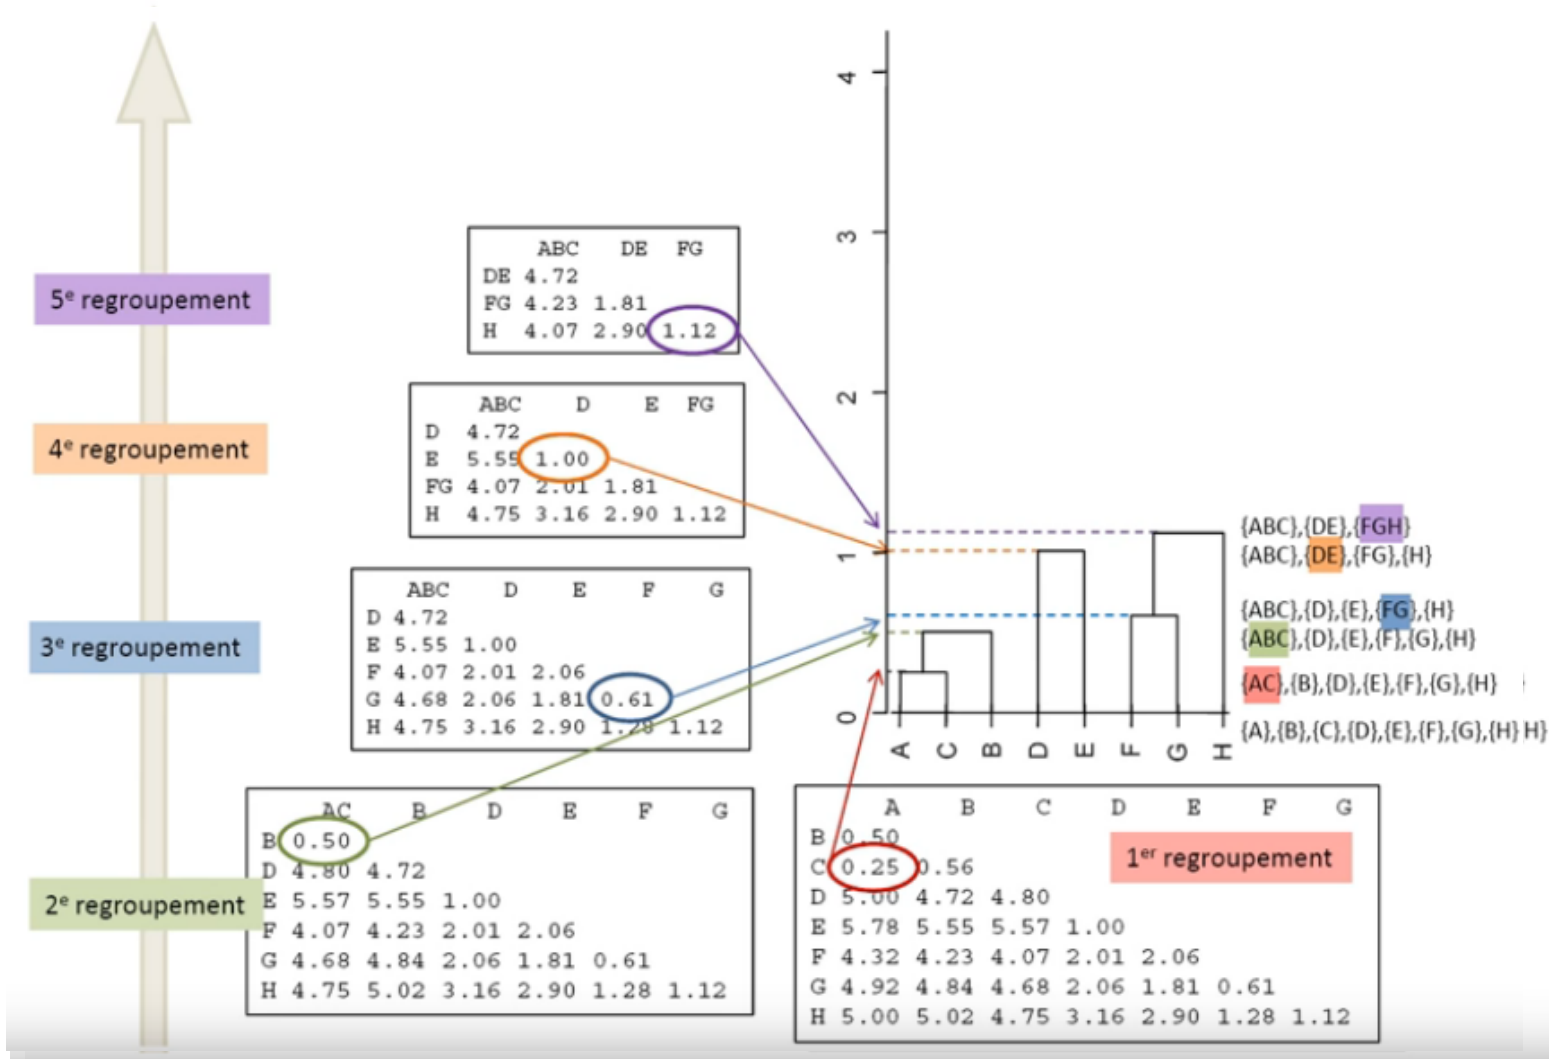 4
3
2
1
0
5e regroupement
ABC DE FG
DE 4.72
FG 4.23 1.81
H 4.07 2.90 1.12
4e regroupement
ABC D E FG
D 4.72
E 5.55 1.00
FG 4.07 2.01 1.81
H 4.75 3.16 2.90 1.12
3e regroupement
ABC D E F G
D 4.72
E 5.55 1.00
F 4.07 2.01 2.06
G 4.68 2.06 1.81 0.61
H 4.75 3.16 2.90 1.28 1.12
{ABC},{DE},{FGH}
{ABC},{DE},{FG},{H}
{ABC},{D},{E},{FG},{H}
{ABC},{D},{E},{F},{G},{H}
{AC},{B},{D},{E},{F},{G},{H}
{A},{B},{C},{D},{E},{F},{G},{H} H}
A C B D E F G H
2e regroupement
AC B D E F G
B 0.50
D 4.80 4.72
E 5.57 5.55 1.00
F 4.07 4.23 2.01 2.06
G 4.68 4.84 2.06 1.81 0.61
H 4.75 5.02 3.16 2.90 1.28 1.12
1er regroupement
A B C D E F G
B 0.50
C 0.25 0.56
D 5.00 4.72 4.80
E 5.78 5.55 5.57 1.00
F 4.32 4.23 4.07 2.01 2.06
G 4.92 4.84 4.68 2.06 1.81 0.61
H 5.00 5.02 4.75 3.16 2.90 1.28 1.12